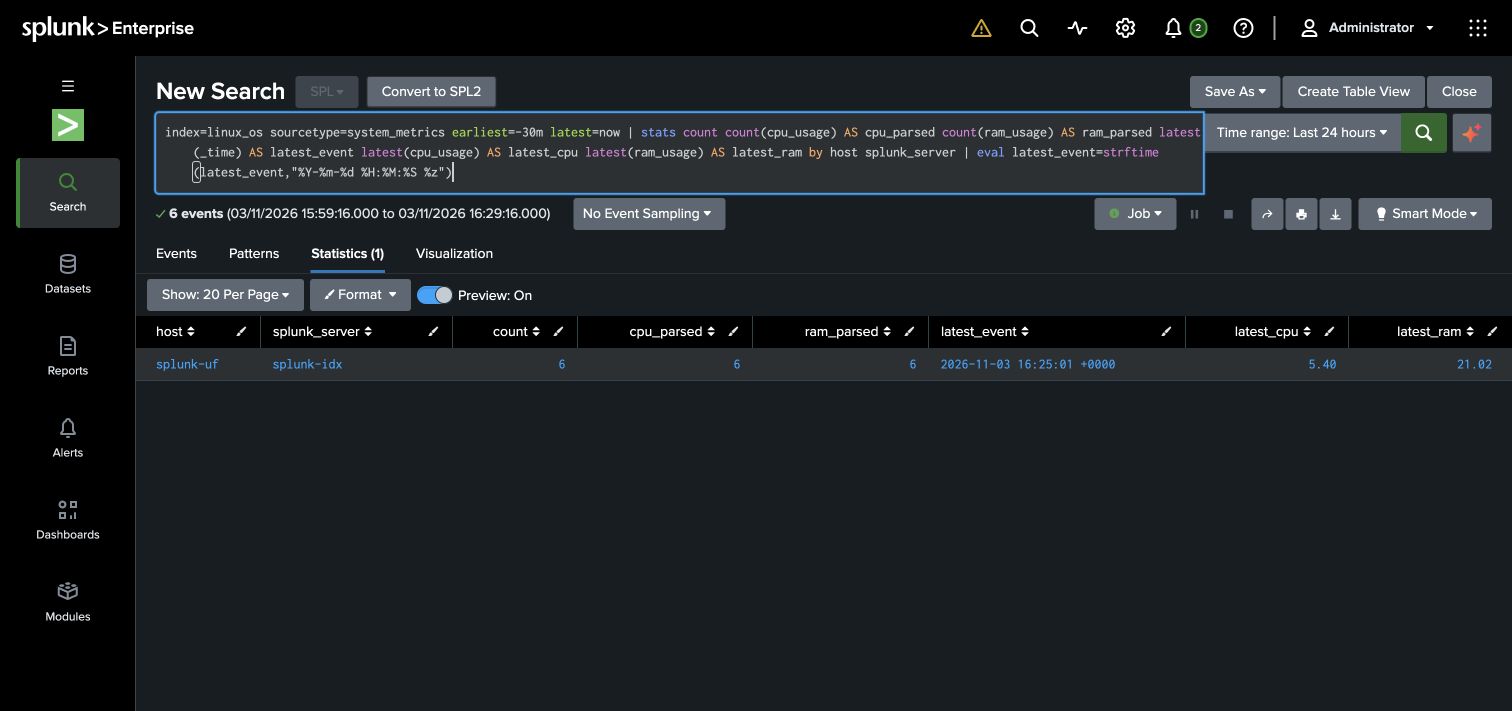 splunk> Enterprise
2
Administrator
New Search
SPL
Convert to SPL2
Save As
Create Table View
Close
index=linux_os sourcetype=system_metrics earliest=-30m latest=now | stats count count(cpu_usage) AS cpu_parsed count(ram_usage) AS ram_parsed latest
(_time) AS latest_event latest(cpu_usage) AS latest_cpu latest(ram_usage) AS latest_ram by host splunk_server | eval latest_event=strftime
(latest_event,"%Y-%m-%d %H:%M:%S %z")
Time range: Last 24 hours
6 events (03/11/2026 15:59:16.000 to 03/11/2026 16:29:16.000)
No Event Sampling
Job
Smart Mode
Events
Patterns
Statistics (1)
Visualization
Show: 20 Per Page
Format
Preview: On
host
splunk_server
count
cpu_parsed
ram_parsed
latest_event
latest_cpu
latest_ram
splunk-uf
splunk-idx
6
6
6
2026-11-03 16:25:01 +0000
5.40
21.02
Search
Datasets
Reports
Alerts
Dashboards
Modules